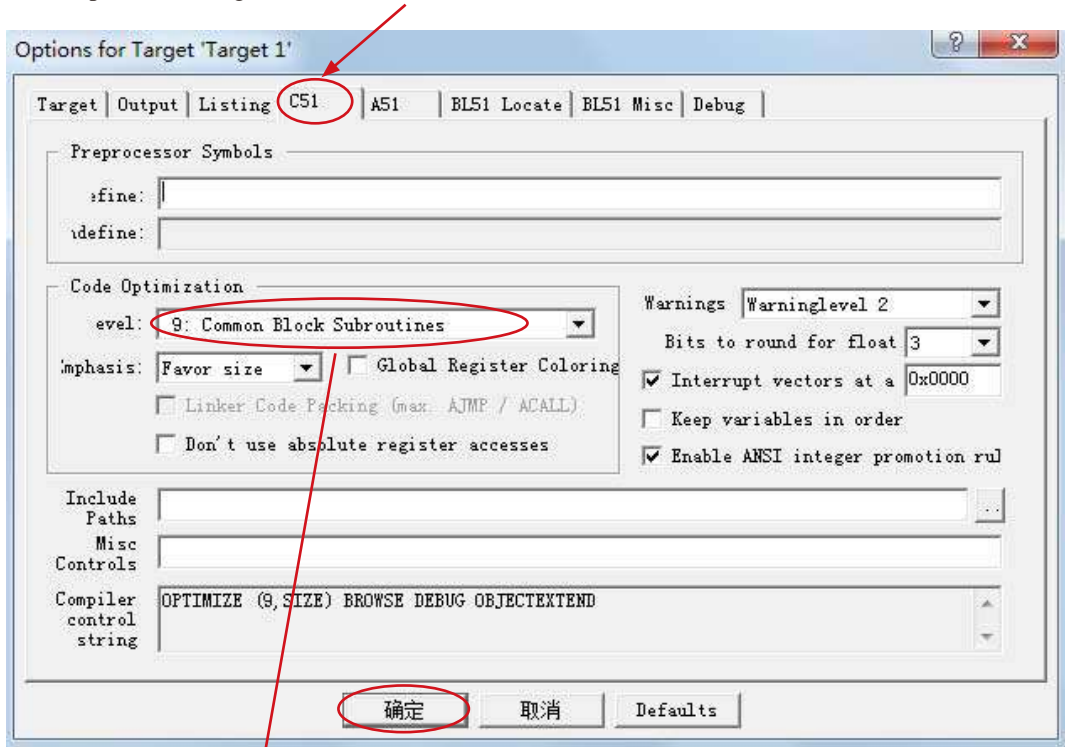 Options for Target 'Target 1'
Target Output Listing C51 A51 BL51 Locate BL51 Misc Debug
Preprocessor Symbols
efine:
define:
Code Optimization
evel: 9: Common Block Subroutines
Warnings Warninglevel 2
Bits to round for float 3
mphasis: Favor size Global Register Coloring
Interrupt vectors at a 0x0000
Linker Code Packing (max. AJMP / ACALL)
Keep variables in order
Don't use absolute register accesses
Enable ANSI integer promotion rul
Include Paths
..
Misc Controls
Compiler control string
OPTIMIZE (9,SIZE) BROWSE DEBUG OBJECTEXTEND
确定 取消 Defaults